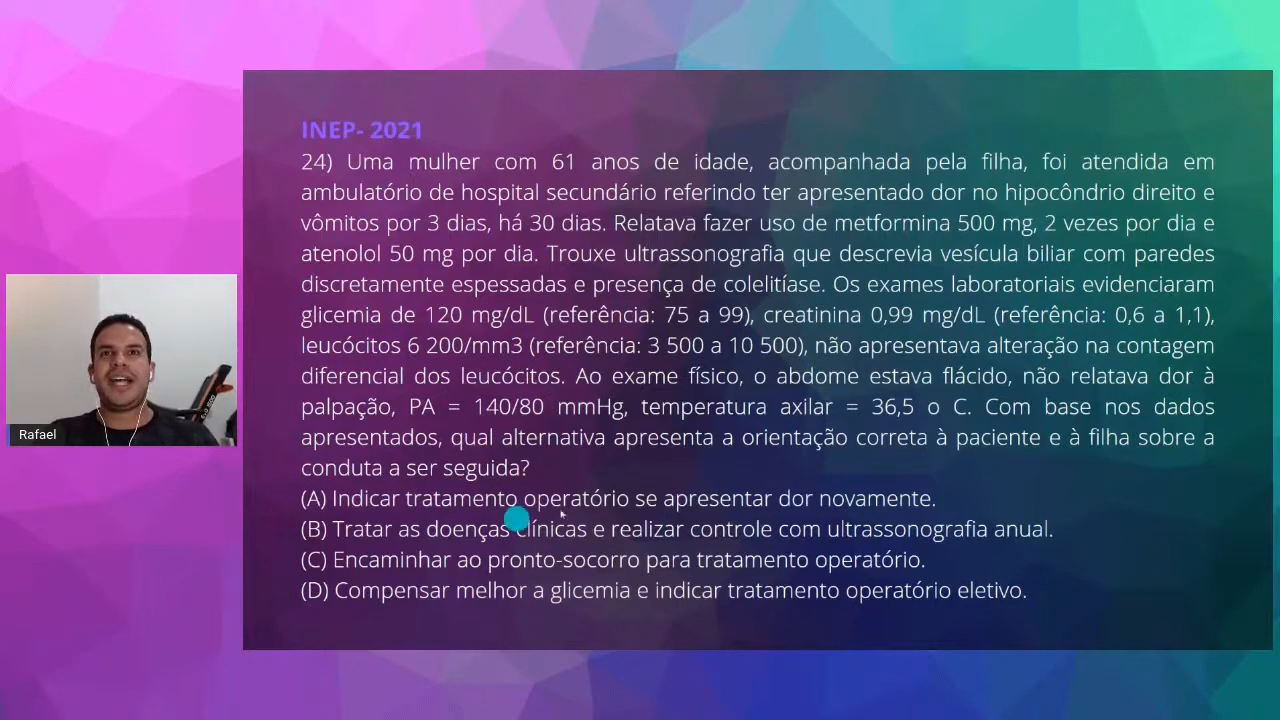 INEP- 2021
24) Uma mulher com 61 anos de idade, acompanhada pela filha, foi atendida em
ambulatório de hospital secundário referindo ter apresentado dor no hipocôndrio direito e
vômitos por 3 dias, há 30 dias. Relatava fazer uso de metformina 500 mg, 2 vezes por dia e
atenolol 50 mg por dia. Trouxe ultrassonografia que descrevia vesícula biliar com paredes
discretamente espessadas e presença de colelitíase. Os exames laboratoriais evidenciaram
glicemia de 120 mg/dL (referência: 75 a 99), creatinina 0,99 mg/dL (referência: 0,6 a 1,1),
leucócitos 6 200/mm3 (referência: 3 500 a 10 500), não apresentava alteração na contagem
diferencial dos leucócitos. Ao exame físico, o abdome estava flácido, não relatava dor à
palpação, PA = 140/80 mmHg, temperatura axilar = 36,5 o C. Com base nos dados
apresentados, qual alternativa apresenta a orientação correta à paciente e à filha sobre a
conduta a ser seguida?
(A) Indicar tratamento operatório se apresentar dor novamente.
(B) Tratar as doenças clínicas e realizar controle com ultrassonografia anual.
(C) Encaminhar ao pronto-socorro para tratamento operatório.
(D) Compensar melhor a glicemia e indicar tratamento operatório eletivo.
Rafael